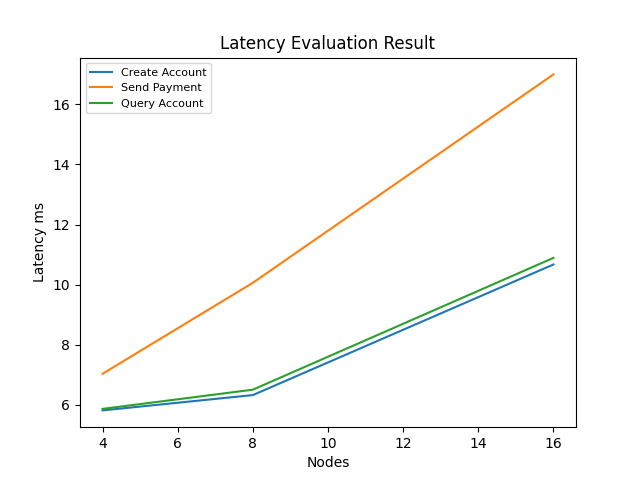 Latency Evaluation Result
Create Account
Send Payment
Query Account
16
14
12
10
8
6
Latency ms
4 6 8 10 12 14 16
Nodes